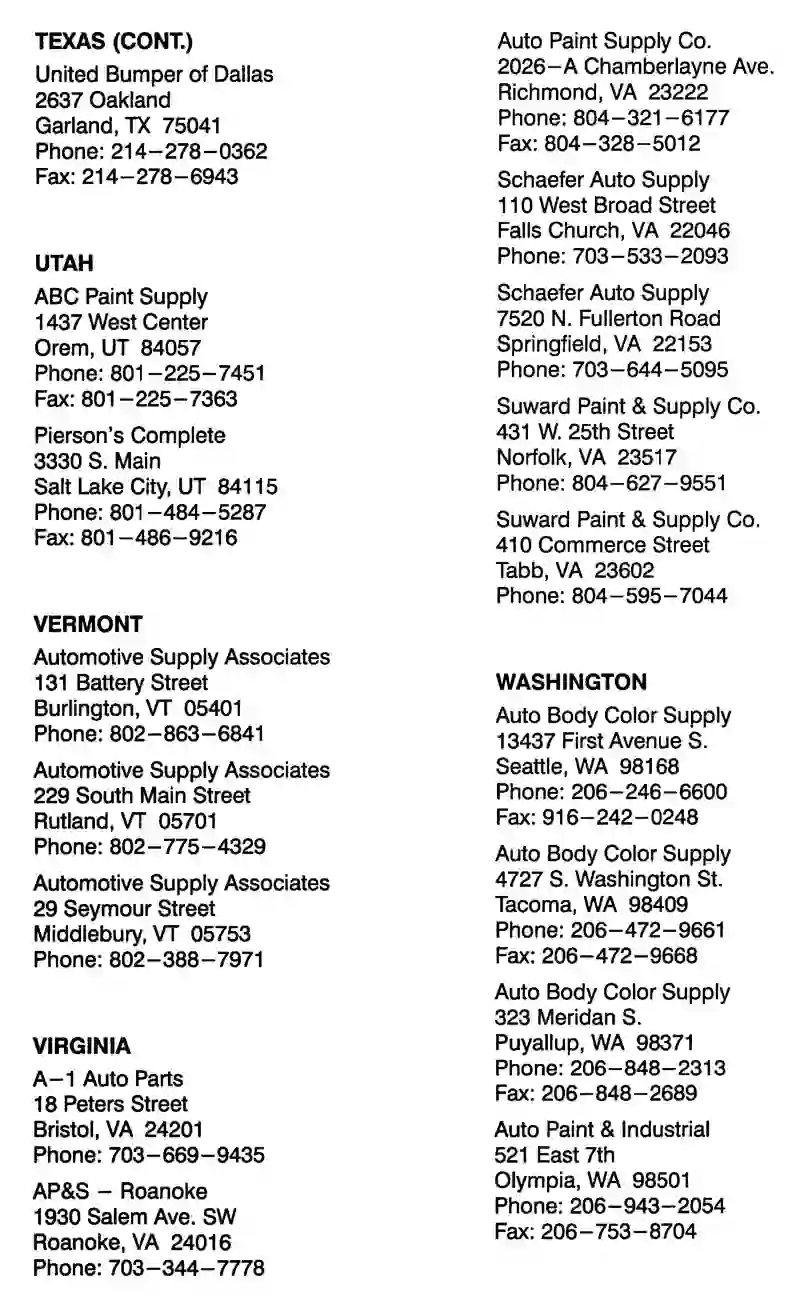 TEXAS (CONT.)
United Bumper of Dallas
2637 Oakland
Garland, TX 75041
Phone: 214-278-0362
Fax: 214-278-6943
UTAH
ABC Paint Supply
1437 West Center
Orem, UT 84057
Phone: 801-225-7451
Fax: 801-225-7363
Pierson's Complete
3330 S. Main
Salt Lake City, UT 84115
Phone: 801-484-5287
Fax: 801-486-9216
VERMONT
Automotive Supply Associates
131 Battery Street
Burlington, VT 05401
Phone: 802-863-6841
Automotive Supply Associates
229 South Main Street
Rutland, VT 05701
Phone: 802-775-4329
Automotive Supply Associates
29 Seymour Street
Middlebury, VT 05753
Phone: 802-388-7971
VIRGINIA
A-1 Auto Parts
18 Peters Street
Bristol, VA 24201
Phone: 703-669-9435
AP&S - Roanoke
1930 Salem Ave. SW
Roanoke, VA 24016
Phone: 703-344-7778
Auto Paint Supply Co.
2026-A Chamberlayne Ave.
Richmond, VA 23222
Phone: 804-321-6177
Fax: 804-328-5012
Schaefer Auto Supply
110 West Broad Street
Falls Church, VA 22046
Phone: 703-533-2093
Schaefer Auto Supply
7520 N. Fullerton Road
Springfield, VA 22153
Phone: 703-644-5095
Suward Paint & Supply Co.
431 W. 25th Street
Norfolk, VA 23517
Phone: 804-627-9551
Suward Paint & Supply Co.
410 Commerce Street
Tabb, VA 23602
Phone: 804-595-7044
WASHINGTON
Auto Body Color Supply
13437 First Avenue S.
Seattle, WA 98168
Phone: 206-246-6600
Fax: 916-242-0248
Auto Body Color Supply
4727 S. Washington St.
Tacoma, WA 98409
Phone: 206-472-9661
Fax: 206-472-9668
Auto Body Color Supply
323 Meridan S.
Puyallup, WA 98371
Phone: 206-848-2313
Fax: 206-848-2689
Auto Paint & Industrial
521 East 7th
Olympia, WA 98501
Phone: 206-943-2054
Fax: 206-753-8704